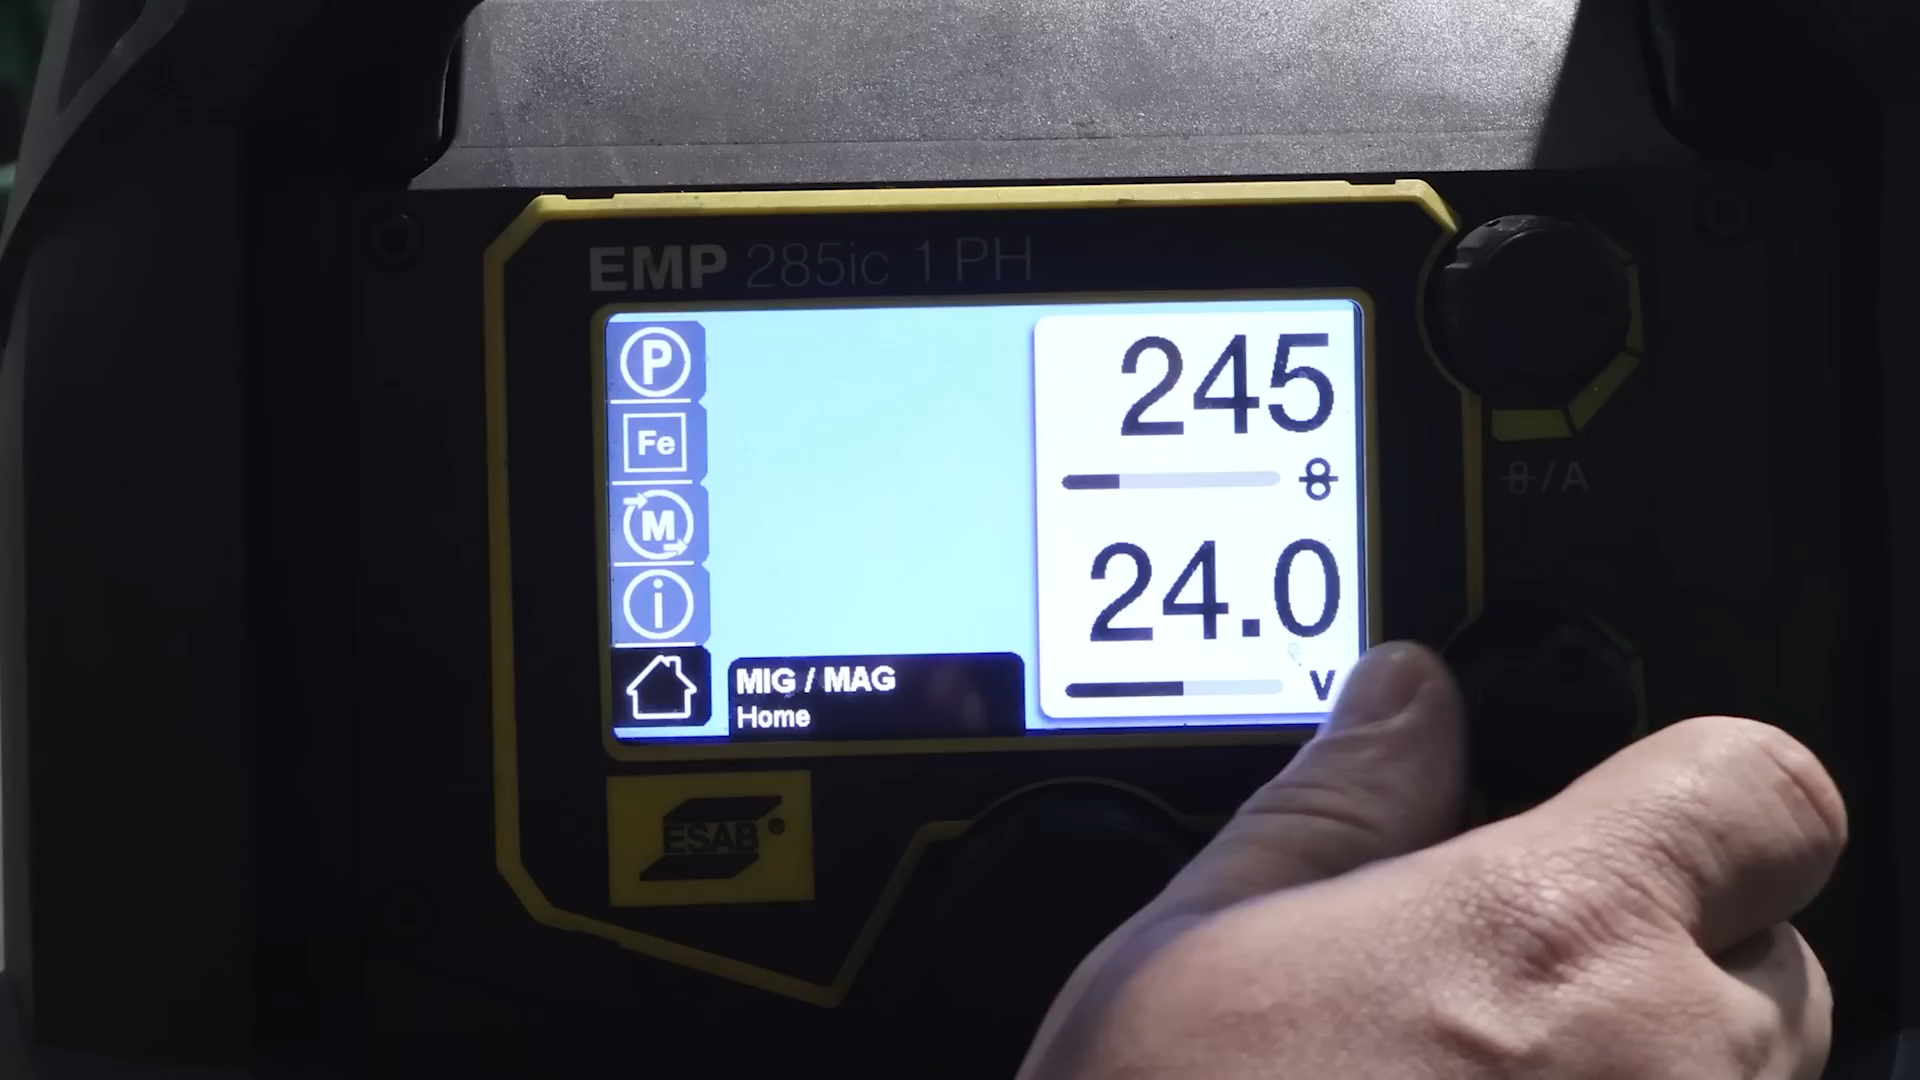 EMP 285ic 1 PH
P
245
Fe
M
24.0
i
MIG / MAG
V
Home
ESAB
/ A